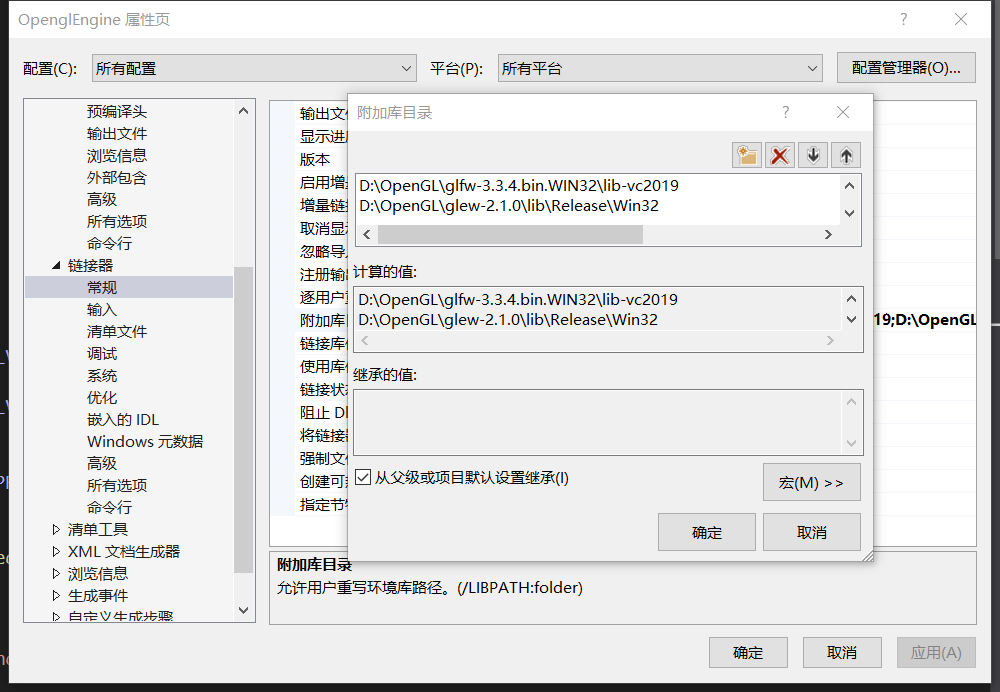 OpenglEngine 属性页
配置(C):
所有配置
平台(P):
所有平台
配置管理器(O)...
预编译头
输出文件
浏览信息
外部包含
高级
所有选项
命令行
链接器
常规
输入
清单文件
调试
系统
优化
嵌入的 IDL
Windows 元数据
高级
所有选项
命令行
清单工具
XML 文档生成器
浏览信息
生成事件
自定义生成步骤
输出文
显示进
版本
启用增
增量链
取消显
忽略导
注册输
逐用户
附加库
链接库
使用库
链接状
阻止 Dl
将链接
强制文
创建可
指定节
19;D:\OpenGL
附加库目录
D:\OpenGL\glfw-3.3.4.bin.WIN32\lib-vc2019
D:\OpenGL\glew-2.1.0\lib\Release\Win32
计算的值:
D:\OpenGL\glfw-3.3.4.bin.WIN32\lib-vc2019
D:\OpenGL\glew-2.1.0\lib\Release\Win32
继承的值:
从父级或项目默认设置继承(I)
宏(M) >>
确定
取消
附加库目录
允许用户重写环境库路径。(/LIBPATH:folder)
确定
取消
应用(A)